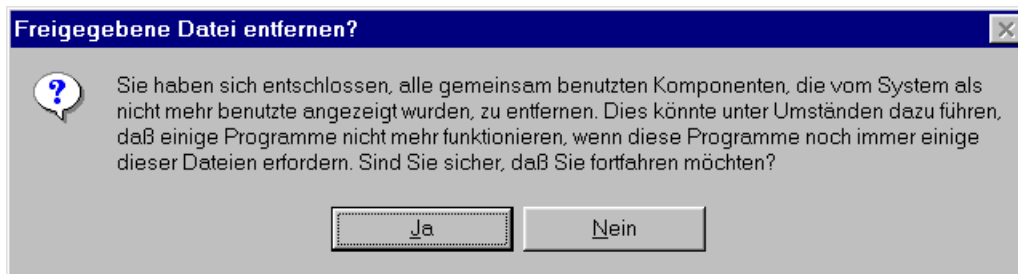 Freigegebene Datei entfernen?
Sie haben sich entschlossen, alle gemeinsam benutzten Komponenten, die vom System als
nicht mehr benutzte angezeigt wurden, zu entfernen. Dies könnte unter Umständen dazu führen,
daß einige Programme nicht mehr funktionieren, wenn diese Programme noch immer einige
dieser Dateien erfordern. Sind Sie sicher, daß Sie fortfahren möchten?
Ja
Nein